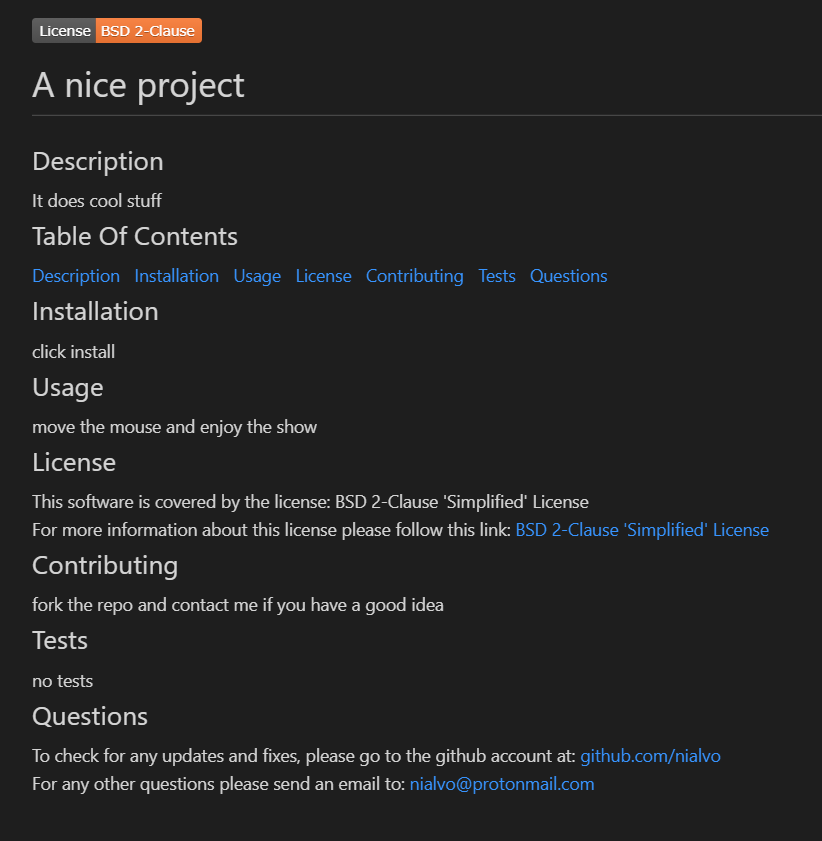 License BSD 2-Clause
A nice project
Description
It does cool stuff
Table Of Contents
Description Installation Usage License Contributing Tests Questions
Installation
click install
Usage
move the mouse and enjoy the show
License
This software is covered by the license: BSD 2-Clause 'Simplified' License
For more information about this license please follow this link: BSD 2-Clause 'Simplified' License
Contributing
fork the repo and contact me if you have a good idea
Tests
no tests
Questions
To check for any updates and fixes, please go to the github account at: github.com/nialvo
For any other questions please send an email to: nialvo@protonmail.com